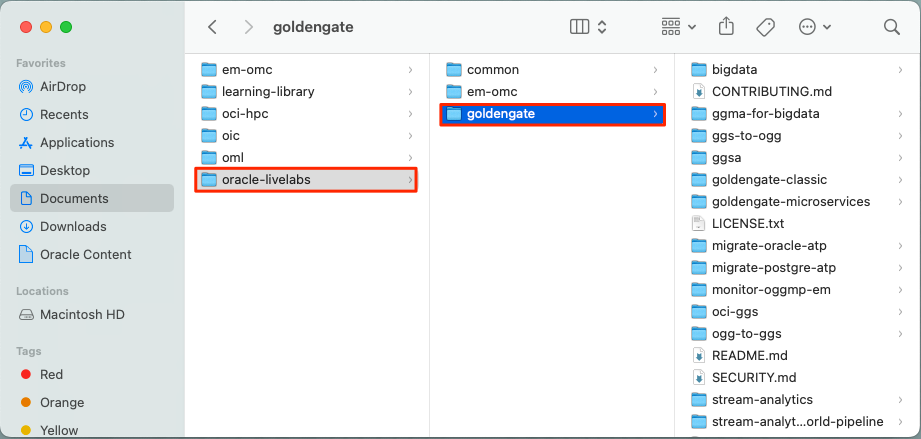 goldengate
Favorites
AirDrop
Recents
Applications
Desktop
Documents
Downloads
Oracle Content
Locations
Macintosh HD
Tags
Red
Orange
Yellow
em-omc
learning-library
oci-hpc
oic
oml
oracle-livelabs
common
em-omc
goldengate
bigdata
CONTRIBUTING.md
ggma-for-bigdata
ggs-to-ogg
ggsa
goldengate-classic
goldengate-microservices
LICENSE.txt
migrate-oracle-atp
migrate-postgre-atp
monitor-oggmp-em
oci-ggs
ogg-to-ggs
README.md
SECURITY.md
stream-analytics
stream-analyt...orld-pipeline